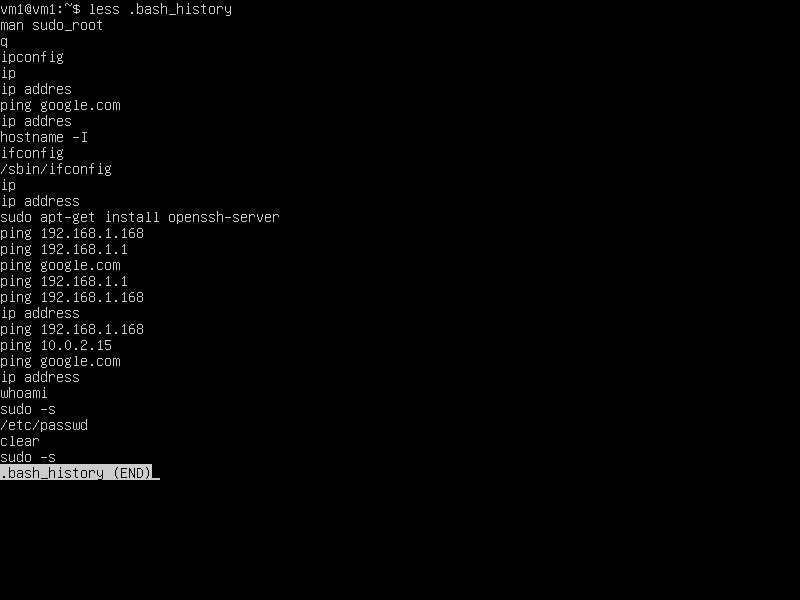 vm1@vm1:~$ less .bash_history
man sudo_root
q
ipconfig
ip
ip addres
ping google.com
ip addres
hostname -I
ifconfig
/sbin/ifconfig
ip
ip address
sudo apt-get install openssh-server
ping 192.168.1.168
ping 192.168.1.1
ping google.com
ping 192.168.1.1
ping 192.168.1.168
ip address
ping 192.168.1.168
ping 10.0.2.15
ping google.com
ip address
whoami
sudo -s
/etc/passwd
clear
sudo -s
.bash_history (END)